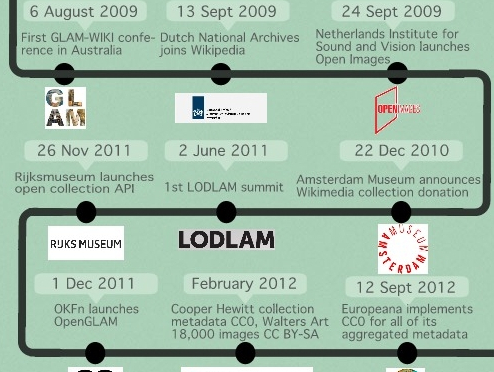 6 August 2009
First GLAM-WIKI confe-
rence in Australia
13 Sept 2009
Dutch National Archives
joins Wikipedia
24 Sept 2009
Netherlands Institute for
Sound and Vision launches
Open Images
GL
AM
OPENIMAGES
26 Nov 2011
Rijksmuseum launches
open collection API
2 June 2011
1st LODLAM summit
22 Dec 2010
Amsterdam Museum announces
Wikimedia collection donation
RIJKSMUSEUM
LODLAM
AMSTERDAM MUSEUM
1 Dec 2011
OKFn launches
OpenGLAM
February 2012
Cooper Hewitt collection
metadata CC0, Walters Art
18,000 images CC BY-SA
12 Sept 2012
Europeana implements
CC0 for all of its
aggregated metadata